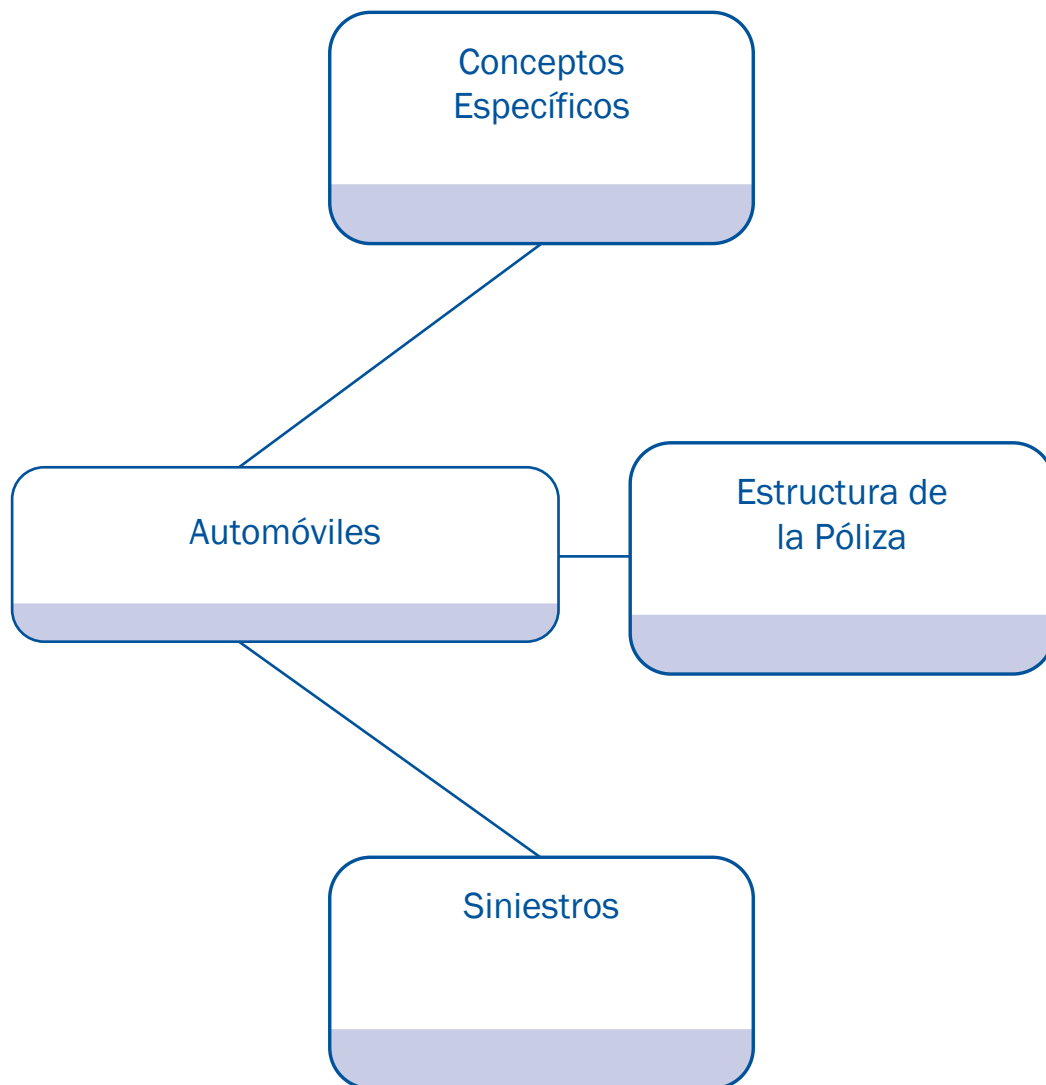 Conceptos
Específicos
Automóviles
Estructura de
la Póliza
Siniestros